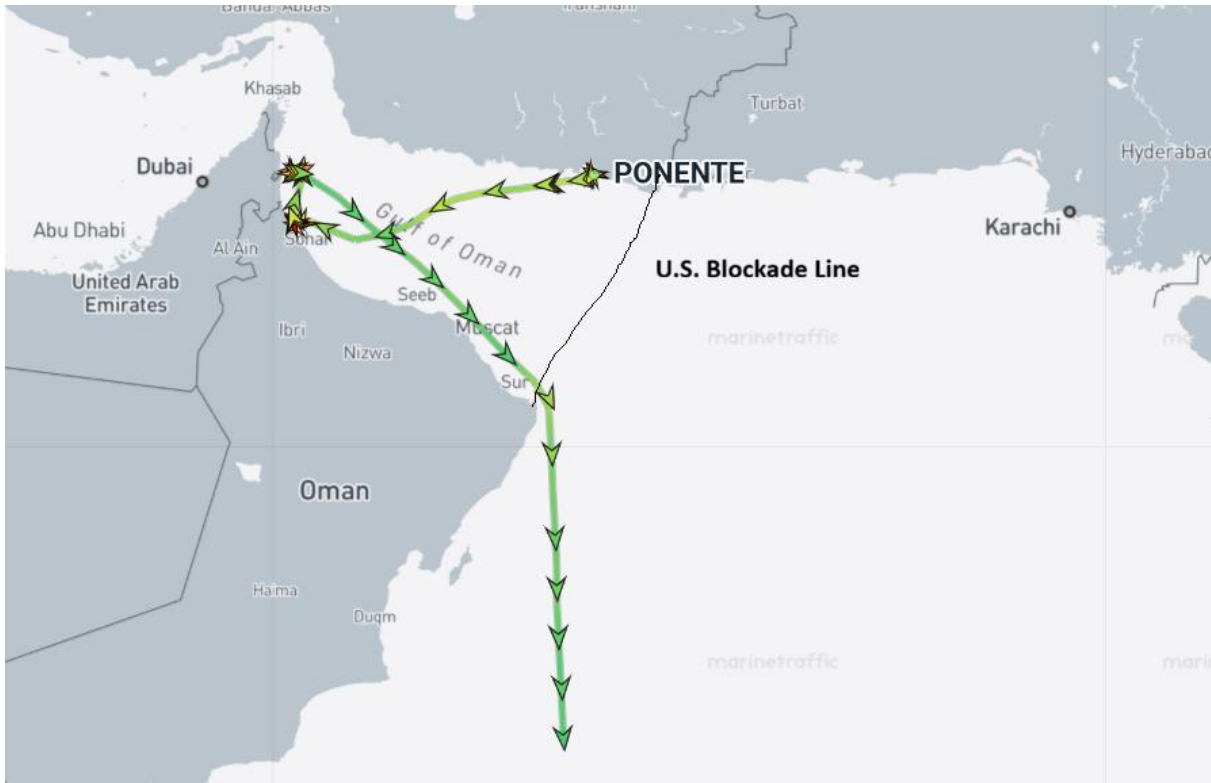 Khasab
Turbat
Dubai
PONENTE
Hyderabad
Karachi
Abu Dhabi
Al Ain
Sohar
Gulf of Oman
United Arab
Emirates
U.S. Blockade Line
Seeb
Ibri
Muscat
marinetraffic
Nizwa
Sur
Oman
Haima
Duqm
marinetraffic